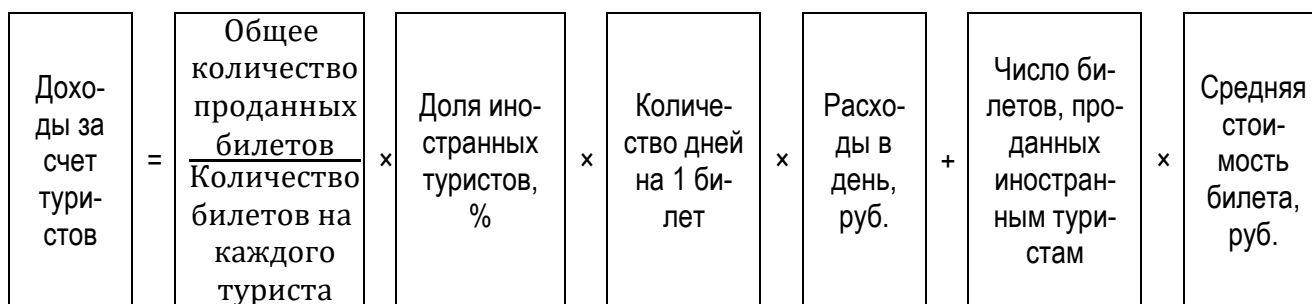 Дохо-
ды за
счет
тури-
стов
=
Общее
количество
проданных
билетов
Количество
билетов на
каждого
туриста
×
Доля ино-
странных
туристов,
%
×
Количе-
ство дней
на 1 би-
лет
×
Расхо-
ды в
день,
руб.
+
Число би-
летов, про-
данных
иностран-
ным тури-
стам
×
Средняя
стои-
мость
билета,
руб.